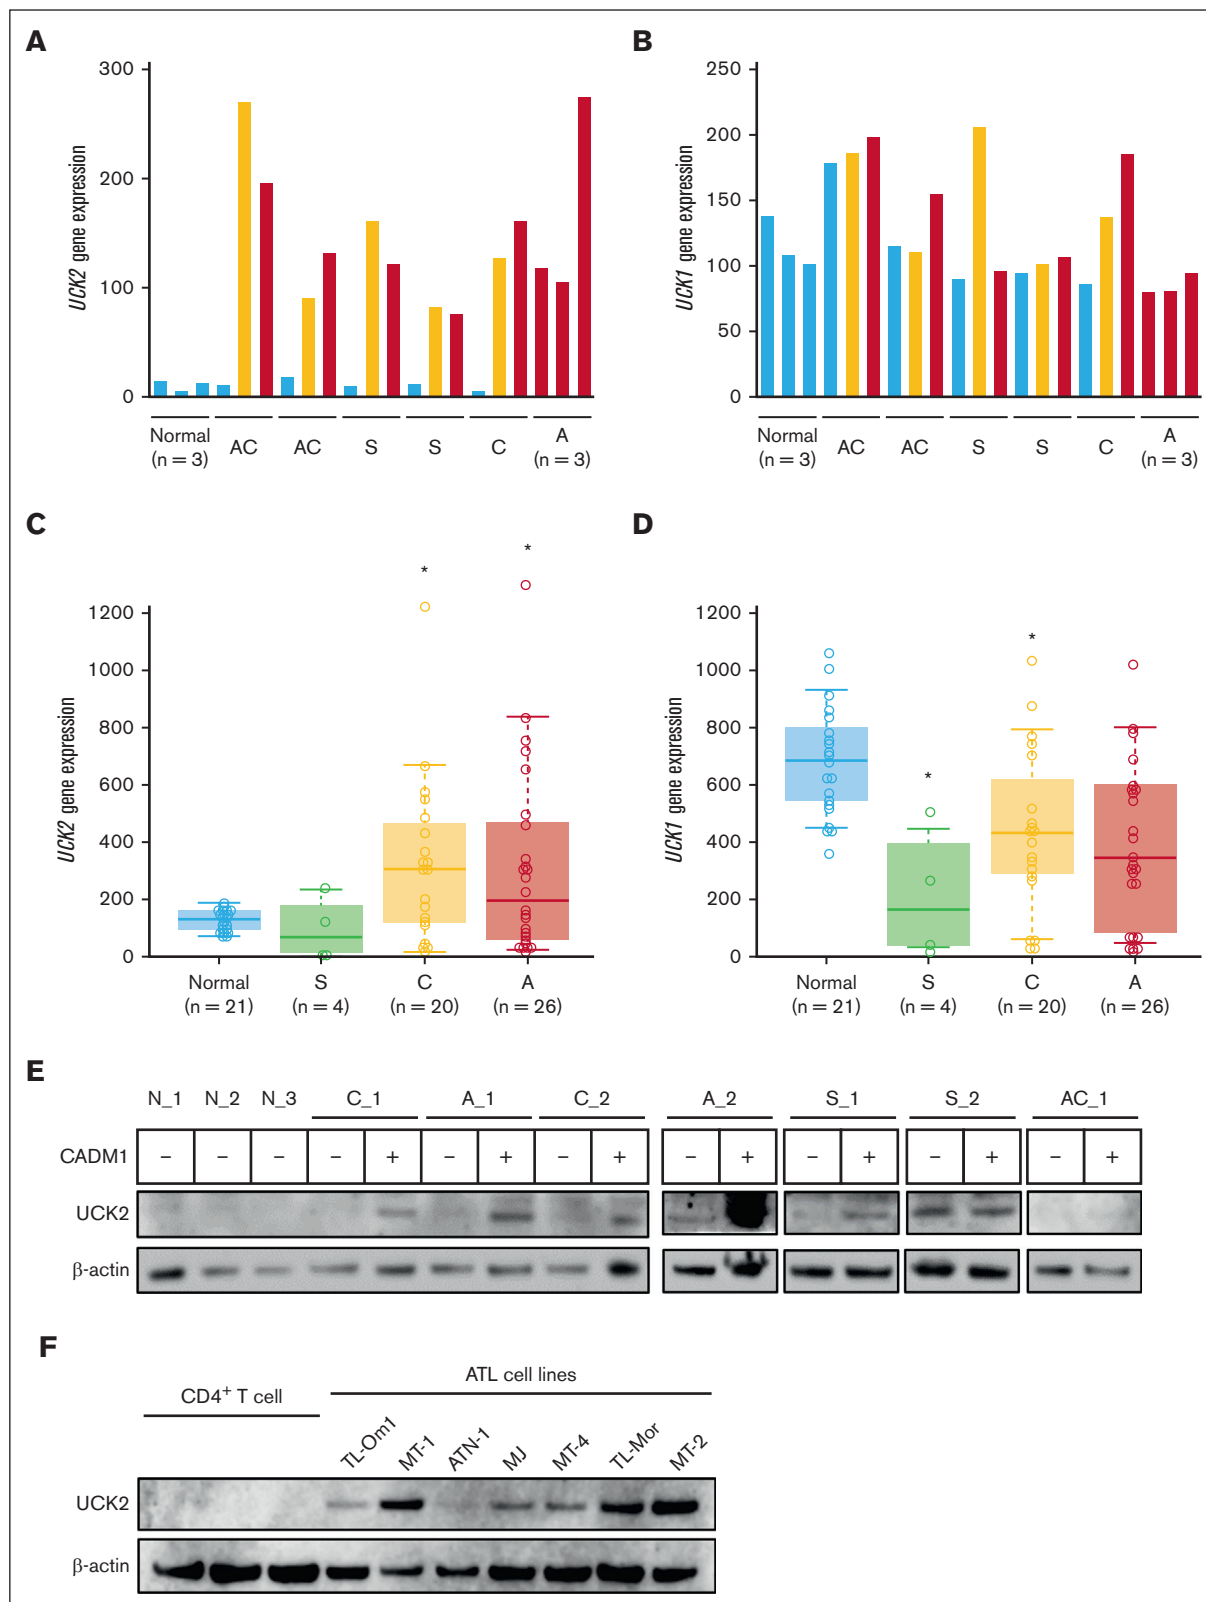 A
UCK2 gene expression
300
200
100
0
Normal
(n = 3)
AC
AC
S
S
C
A
(n = 3)
B
UCK1 gene expression
250
200
150
100
50
0
Normal
(n = 3)
AC
AC
S
S
C
A
(n = 3)
C
UCK2 gene expression
1200
1000
800
600
400
200
0
*
*
Normal
(n = 21)
S
(n = 4)
C
(n = 20)
A
(n = 26)
D
UCK1 gene expression
1200
1000
800
600
400
200
0
*
*
Normal
(n = 21)
S
(n = 4)
C
(n = 20)
A
(n = 26)
E
N_1 N_2 N_3 C_1 A_1 C_2 A_2 S_1 S_2 AC_1
CADM1 − − − − + − + − + − + − + − + − +
UCK2
β-actin
F
CD4+ T cell
ATL cell lines
TL-Om1 MT-1 ATN-1 MJ MT-4 TL-Mor MT-2
UCK2
β-actin